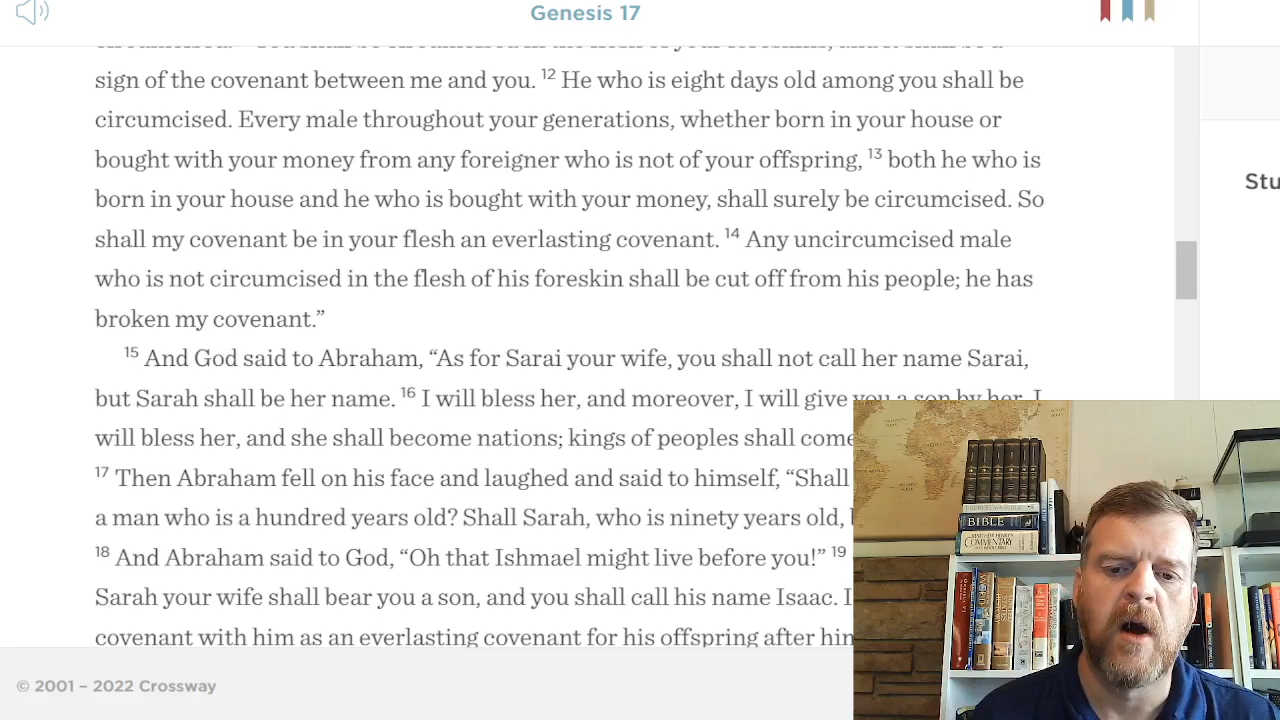 Genesis 17
sign of the covenant between me and you. 12 He who is eight days old among you shall be
circumcised. Every male throughout your generations, whether born in your house or
bought with your money from any foreigner who is not of your offspring, 13 both he who is
born in your house and he who is bought with your money, shall surely be circumcised. So
shall my covenant be in your flesh an everlasting covenant. 14 Any uncircumcised male
who is not circumcised in the flesh of his foreskin shall be cut off from his people; he has
broken my covenant.”
15 And God said to Abraham, “As for Sarai your wife, you shall not call her name Sarai,
but Sarah shall be her name. 16 I will bless her, and moreover, I will give you a son by her. I
will bless her, and she shall become nations; kings of peoples shall come
17 Then Abraham fell on his face and laughed and said to himself, “Shall
a man who is a hundred years old? Shall Sarah, who is ninety years old,
18 And Abraham said to God, “Oh that Ishmael might live before you!” 19
Sarah your wife shall bear you a son, and you shall call his name Isaac. I
covenant with him as an everlasting covenant for his offspring after him
Stu
© 2001 – 2022 Crossway
BIBLE
COMMENTARY